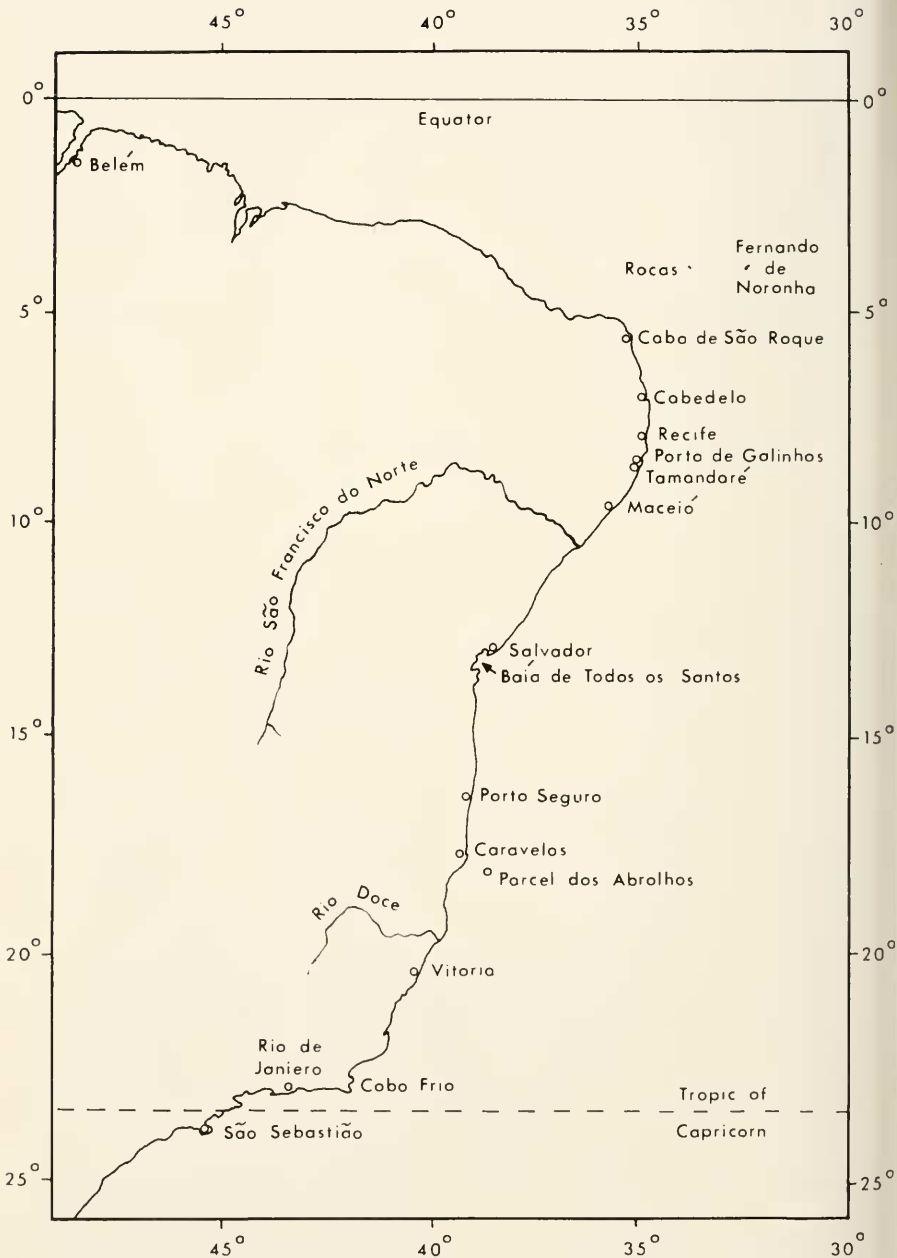 45° 40° 35° 30°
0° 0°
Equator
Belém
Fernando
Rocas de
Noronha
5° 5°
Cabo de São Roque
Cabedelo
Recife
Porto de Galinhos
Tamandaré
Rio São Francisco do Norte
Maceió
10° 10°
Salvador
Baía de Todos os Santos
15° 15°
Porto Seguro
Caravelos
Parcel dos Abrolhos
Rio Doce
20° 20°
Vitoria
Rio de
Janiero
Cobo Frio
Tropic of
Capricorn
São Sebastião
25° 25°
45° 40° 35° 30°